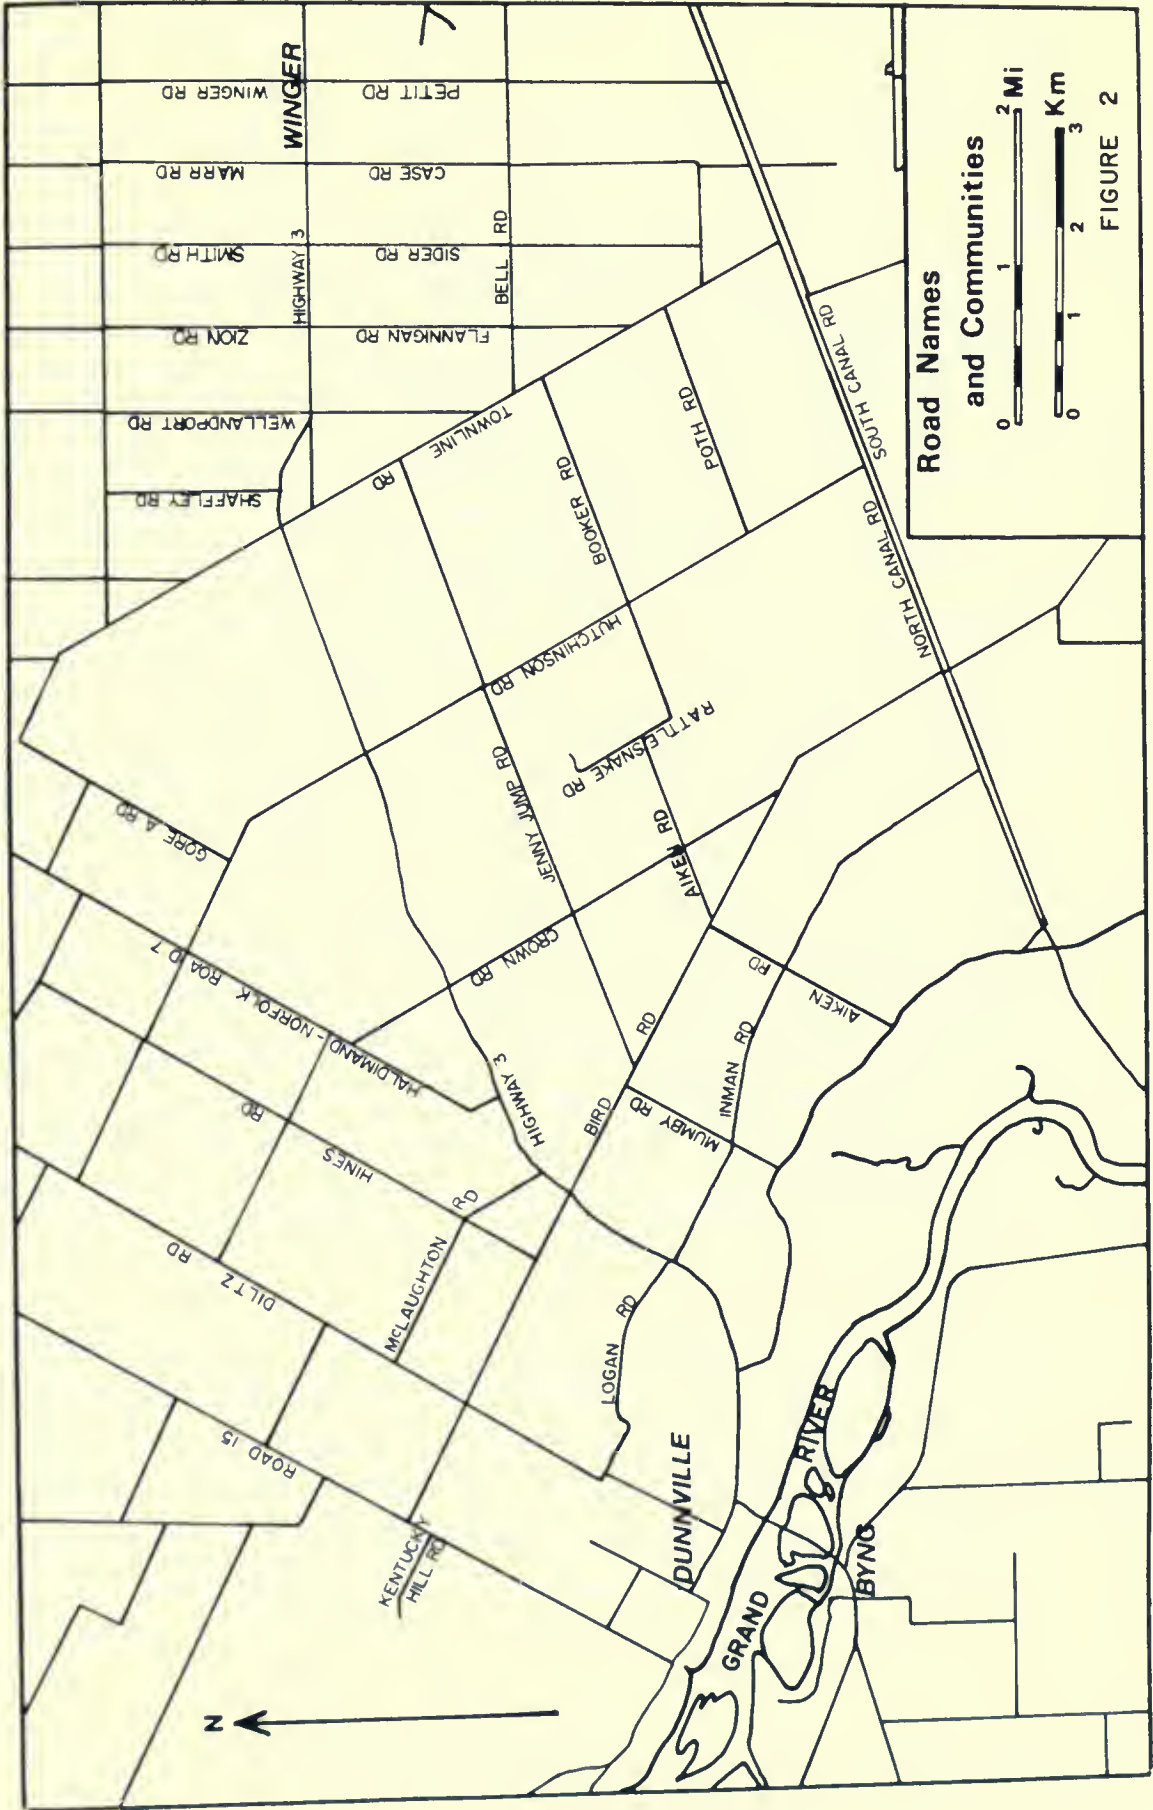 N
KENTUCKY
HILL RD
ROAD 15
DILTZ RD
McLAUGHTON RD
HINES RD
HALDIMAND - NORFOLK ROAD 7
GORE A RD
HIGHWAY 3
CROWN RD
LOGAN RD
BIRD RD
MUMBY RD
INMAN RD
AIKEN RD
AIKEN RD
JENNY JUMP RD
RATTLESNAKE RD
HUTCHINSON RD
BOOKER RD
POTH RD
TOWNLINE RD
SHAFFLEY RD
WELLANDPORT RD
ZION RD
SMITH RD
MARR RD
WINGER RD
WINGER
HIGHWAY 3
FLANNIGAN RD
SIDER RD
CASE RD
PETIT RD
BELL RD
NORTH CANAL RD
SOUTH CANAL RD
DUNNVILLE
GRAND RIVER
BYNG
Road Names
and Communities
0 1 2 Mi
0 1 2 3 Km
FIGURE 2